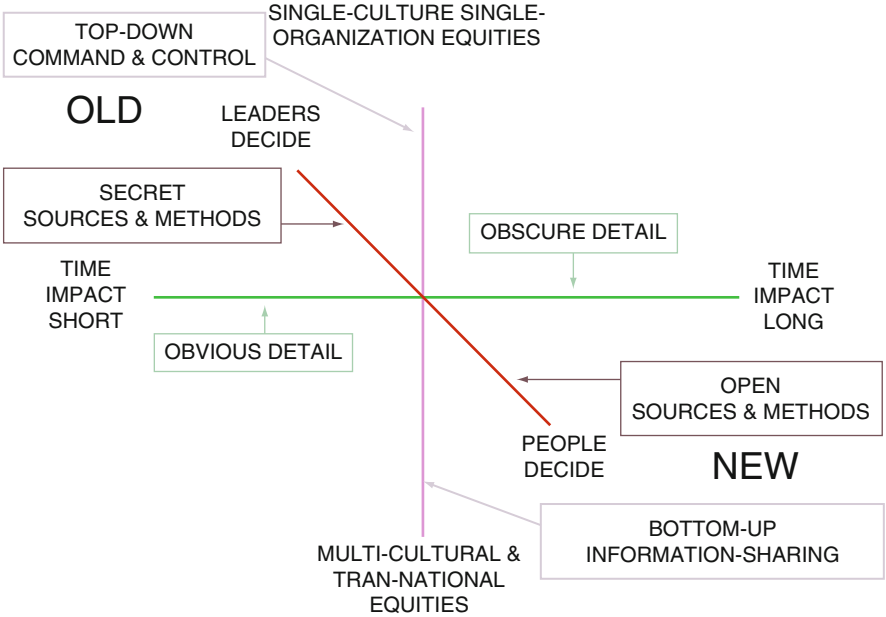 SINGLE-CULTURE SINGLE-
ORGANIZATION EQUITIES
TOP-DOWN
COMMAND & CONTROL
OLD
LEADERS
DECIDE
SECRET
SOURCES & METHODS
OBSCURE DETAIL
TIME
IMPACT
SHORT
TIME
IMPACT
LONG
OBVIOUS DETAIL
OPEN
SOURCES & METHODS
PEOPLE
DECIDE
NEW
BOTTOM-UP
INFORMATION-SHARING
MULTI-CULTURAL &
TRAN-NATIONAL
EQUITIES